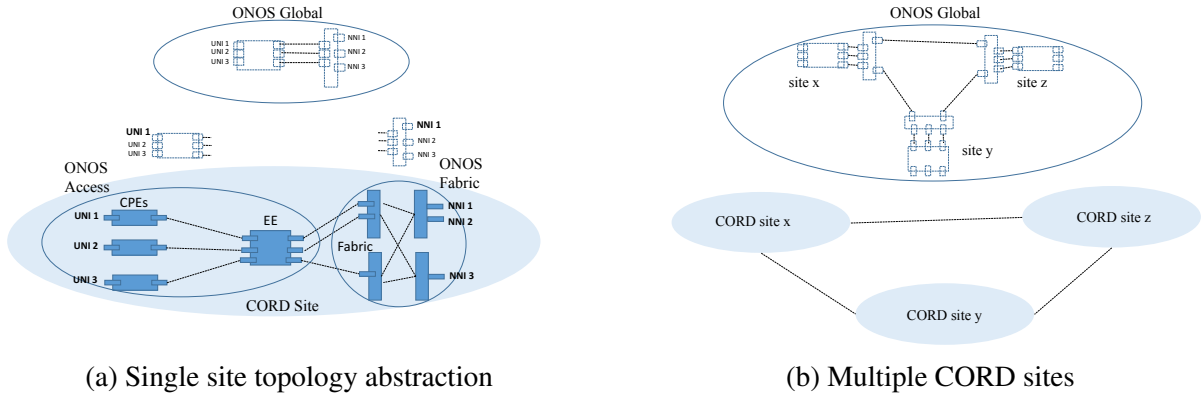 ONOS Global
UNI 1
UNI 2
UNI 3
NNI 1
NNI 2
NNI 3
UNI 1
UNI 2
UNI 3
NNI 1
NNI 2
NNI 3
ONOS
Access
ONOS
Fabric
CPEs
UNI 1
UNI 2
UNI 3
EE
Fabric
NNI 1
NNI 2
NNI 3
CORD Site
(a) Single site topology abstraction
ONOS Global
site x
site z
site y
CORD site x
CORD site z
CORD site y
(b) Multiple CORD sites